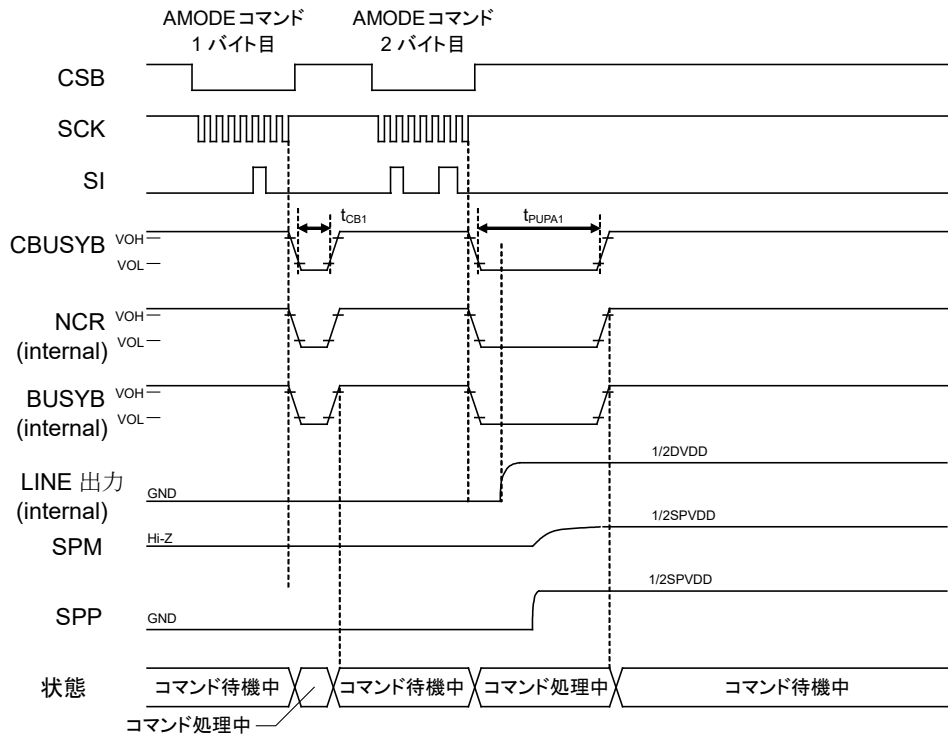 AMODEコマンド AMODEコマンド
1 バイト目 2 バイト目
CSB
SCK
SI
tCB1 tPUPA1
CBUSYB VOH
VOL
NCR VOH
(internal) VOL
BUSYB VOH
(internal) VOL
1/2DVDD
LINE 出力 GND
(internal)
1/2SPVDD
SPM Hi-Z
1/2SPVDD
SPP GND
状態 コマンド待機中 コマンド待機中 コマンド処理中 コマンド待機中
コマンド処理中